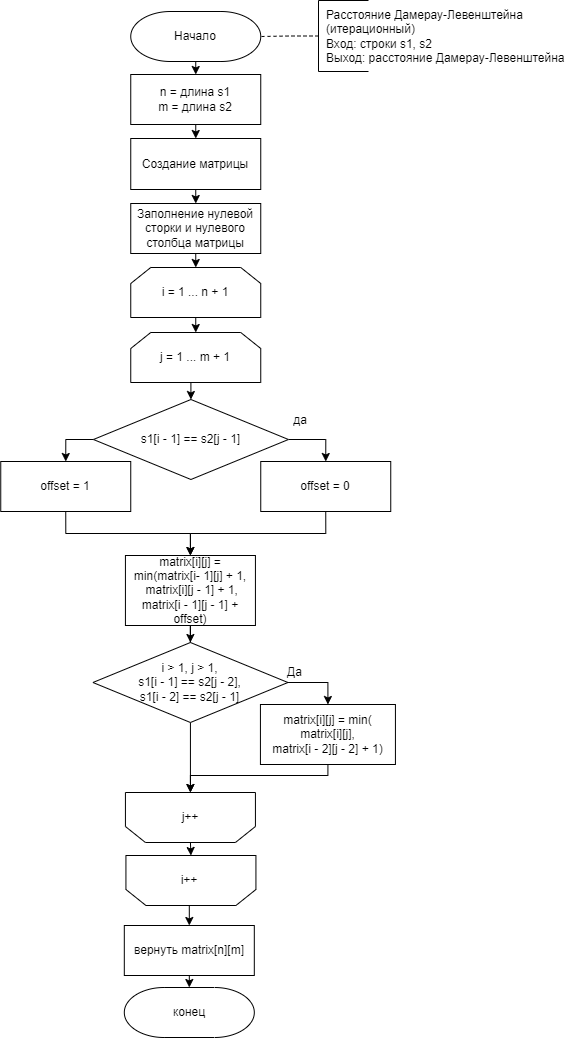 Начало
Расстояние Дамерау-Левенштейна
(итерационный)
Вход: строки s1, s2
Выход: расстояние Дамерау-Левенштейна
n = длина s1
m = длина s2
Создание матрицы
Заполнение нулевой
сторки и нулевого
столбца матрицы
i = 1 ... n + 1
j = 1 ... m + 1
s1[i - 1] == s2[j - 1]
да
offset = 1
offset = 0
matrix[i][j] =
min(matrix[i- 1][j] + 1,
matrix[i][j - 1] + 1,
matrix[i - 1][j - 1] +
offset)
i > 1, j > 1,
s1[i - 1] == s2[j - 2],
s1[i - 2] == s2[j - 1]
Да
matrix[i][j] = min(
matrix[i][j],
matrix[i - 2][j - 2] + 1)
j++
i++
вернуть matrix[n][m]
конец